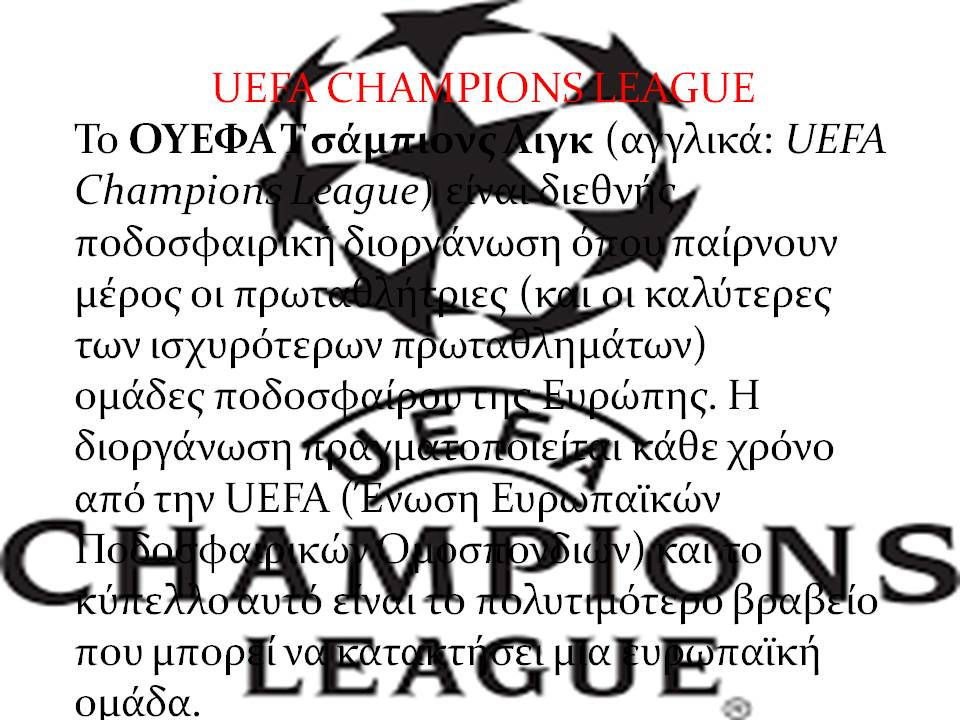 UEFA CHAMPIONS LEAGUE
Το ΟΥΕΦΑ Τσάμπιονς Λιγκ (αγγλικά: UEFA
Champions League) είναι διεθνής
ποδοσφαιρική διοργάνωση όπου παίρνουν
μέρος οι πρωταθλήτριες (και οι καλύτερες
των ισχυρότερων πρωταθλημάτων)
ομάδες ποδοσφαίρου της Ευρώπης. Η
διοργάνωση πραγματοποιείται κάθε χρόνο
από την UEFA (Ένωση Ευρωπαϊκών
Ποδοσφαιρικών Ομοσπονδιών) και το
κύπελλο αυτό είναι το πολυτιμότερο βραβείο
που μπορεί να κατακτήσει μια ευρωπαϊκή
ομάδα.
UEFA
CHAMPIONS
LEAGUE®